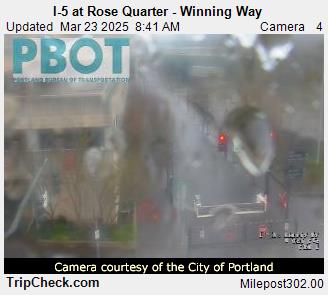 I-5 at Rose Quarter - Winning Way
Updated Mar 23 2025 8:41 AM Camera 4
PBOT
PORTLAND BUREAU OF TRANSPORTATION
Camera courtesy of the City of Portland
TripCheck.com Milepost302.00